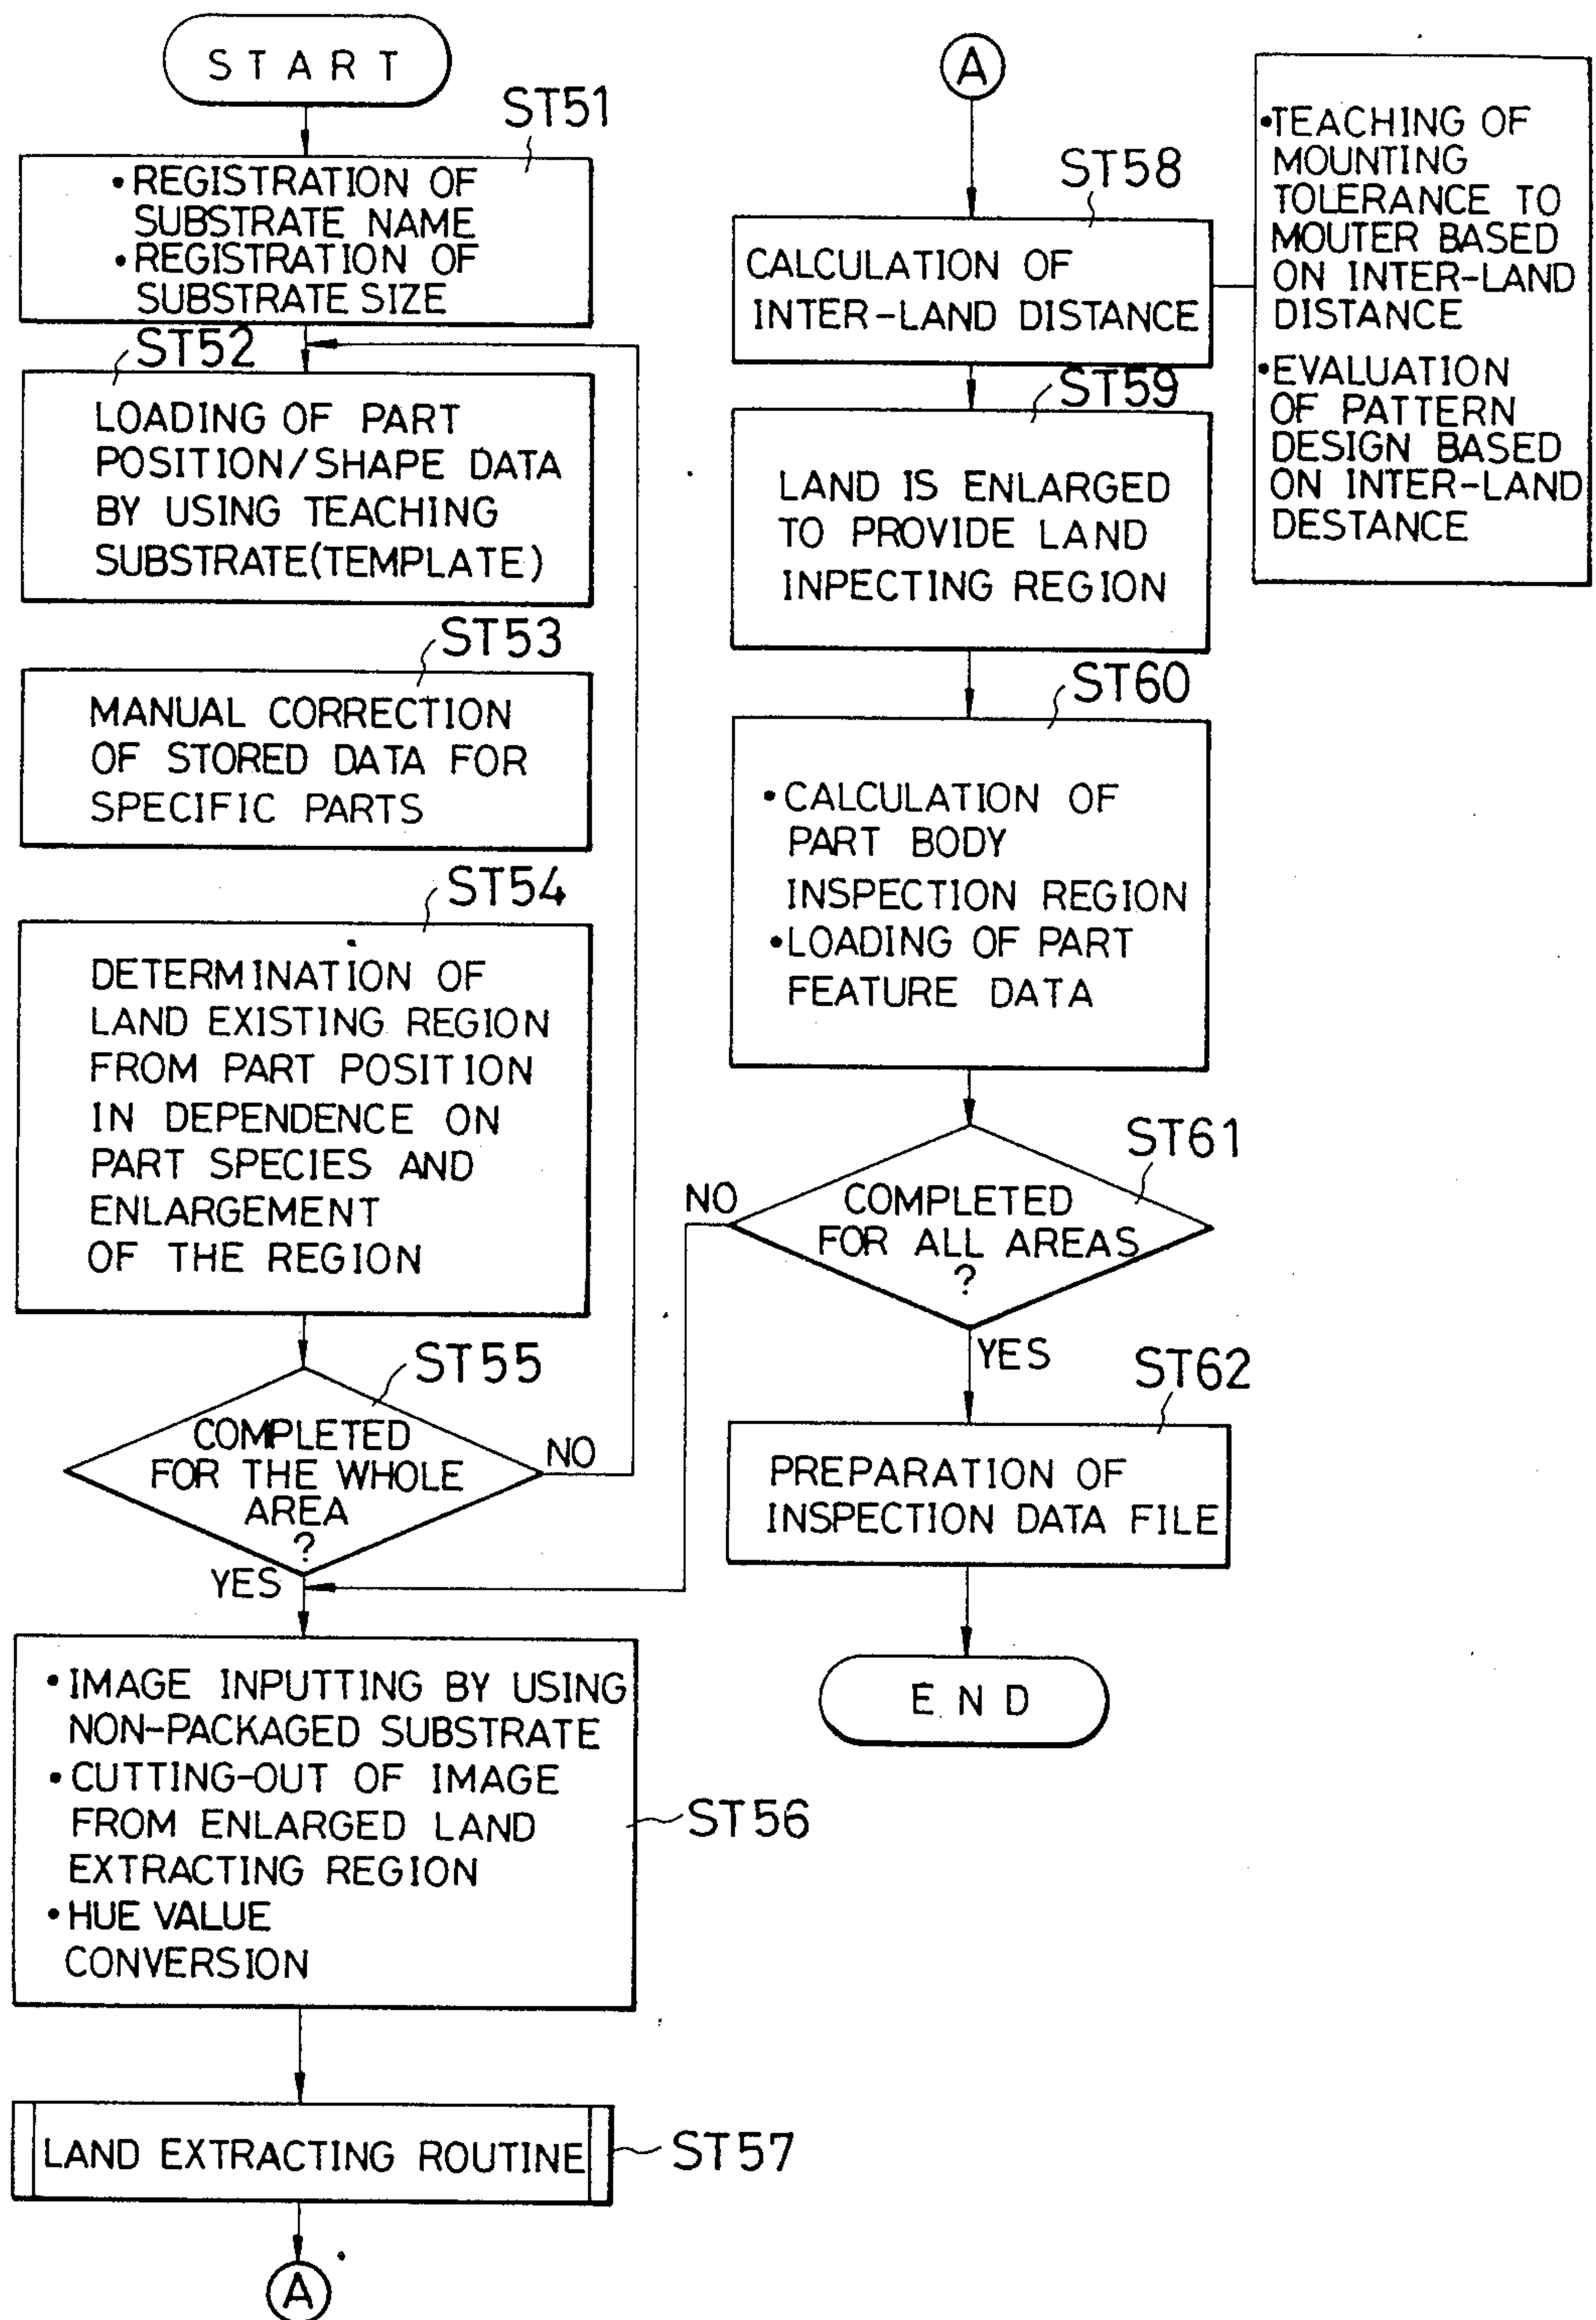 START
ST51
•REGISTRATION OF
SUBSTRATE NAME
•REGISTRATION OF
SUBSTRATE SIZE
ST52
LOADING OF PART
POSITION/SHAPE DATA
BY USING TEACHING
SUBSTRATE(TEMPLATE)
ST53
MANUAL CORRECTION
OF STORED DATA FOR
SPECIFIC PARTS
ST54
DETERMINATION OF
LAND EXISTING REGION
FROM PART POSITION
IN DEPENDENCE ON
PART SPECIES AND
ENLARGEMENT
OF THE REGION
ST55
COMPLETED
FOR THE WHOLE
AREA
?
NO
YES
•IMAGE INPUTTING BY USING
NON-PACKAGED SUBSTRATE
•CUTTING-OUT OF IMAGE
FROM ENLARGED LAND
EXTRACTING REGION
•HUE VALUE
CONVERSION
ST56
LAND EXTRACTING ROUTINE
ST57
A
A
ST58
CALCULATION OF
INTER-LAND DISTANCE
•TEACHING OF
MOUNTING
TOLERANCE TO
MOUTER BASED
ON INTER-LAND
DISTANCE
•EVALUATION
OF PATTERN
DESIGN BASED
ON INTER-LAND
DESTANCE
ST59
LAND IS ENLARGED
TO PROVIDE LAND
INPECTING REGION
ST60
•CALCULATION OF
PART BODY
INSPECTION REGION
•LOADING OF PART
FEATURE DATA
ST61
COMPLETED
FOR ALL AREAS
?
NO
YES
ST62
PREPARATION OF
INSPECTION DATA FILE
END